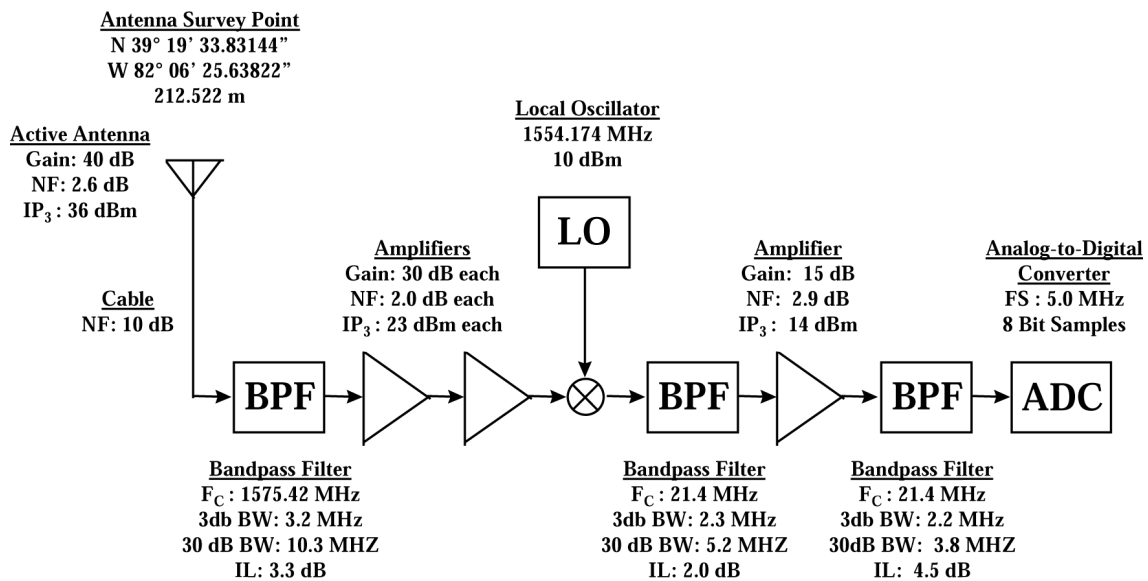 Antenna Survey Point
N 39° 19’ 33.83144”
W 82° 06’ 25.63822”
212.522 m
Active Antenna
Gain: 40 dB
NF: 2.6 dB
IP3 : 36 dBm
Cable
NF: 10 dB
Local Oscillator
1554.174 MHz
10 dBm
LO
Amplifiers
Gain: 30 dB each
NF: 2.0 dB each
IP3 : 23 dBm each
Amplifier
Gain: 15 dB
NF: 2.9 dB
IP3 : 14 dBm
Analog-to-Digital
Converter
FS : 5.0 MHz
8 Bit Samples
BPF
BPF
BPF
ADC
Bandpass Filter
FC : 1575.42 MHz
3db BW: 3.2 MHz
30 dB BW: 10.3 MHZ
IL: 3.3 dB
Bandpass Filter
FC : 21.4 MHz
3db BW: 2.3 MHz
30 dB BW: 5.2 MHZ
IL: 2.0 dB
Bandpass Filter
FC : 21.4 MHz
3db BW: 2.2 MHz
30dB BW: 3.8 MHZ
IL: 4.5 dB